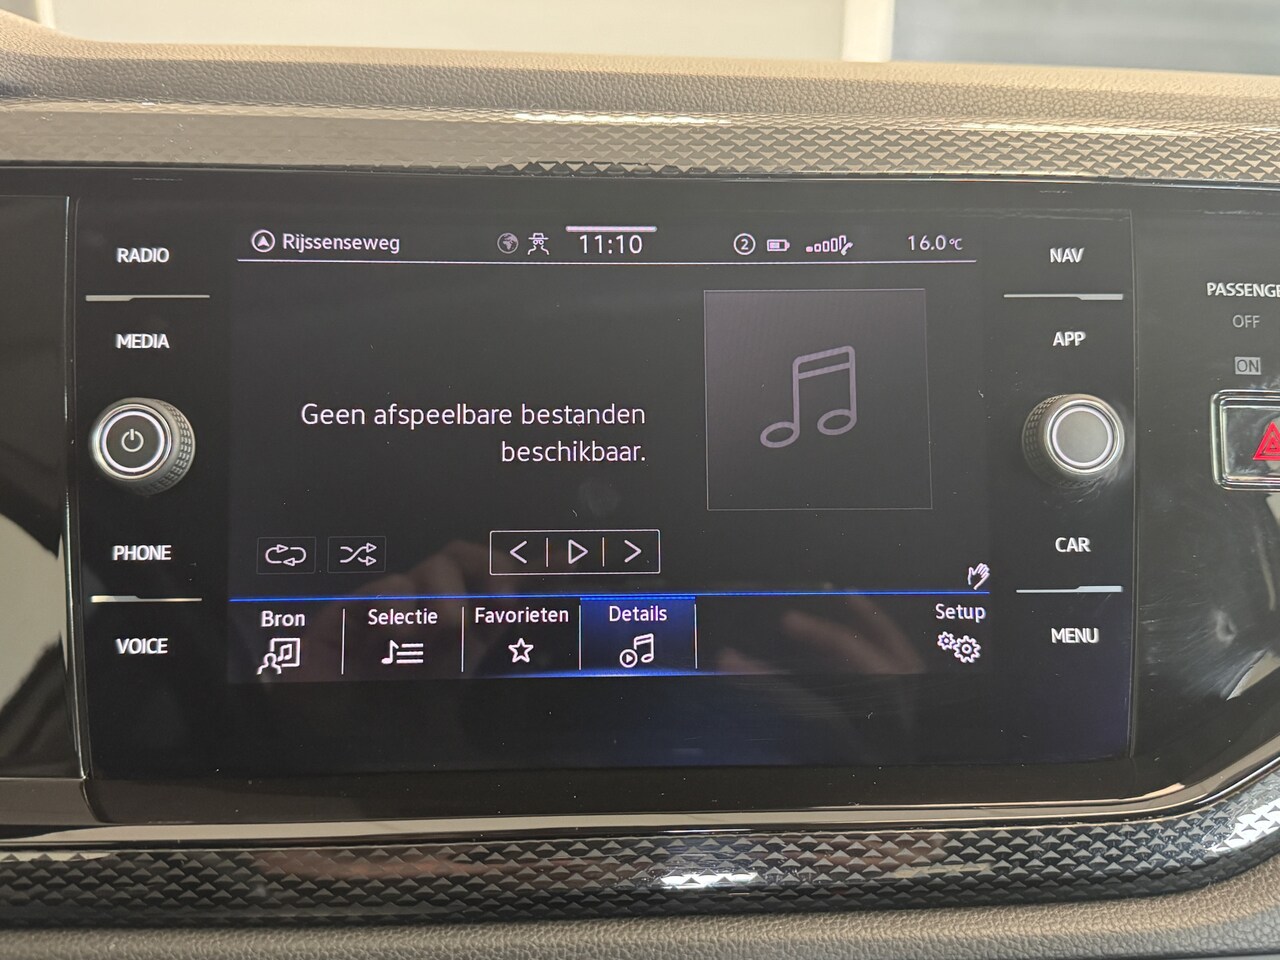 Rijssenseweg
11:10
2
16.0°C
RADIO
MEDIA
PHONE
VOICE
Geen afspeelbare bestanden
beschikbaar.
Bron
Selectie
Favorieten
Details
Setup
NAV
APP
CAR
MENU
PASSENGE
OFF
ON